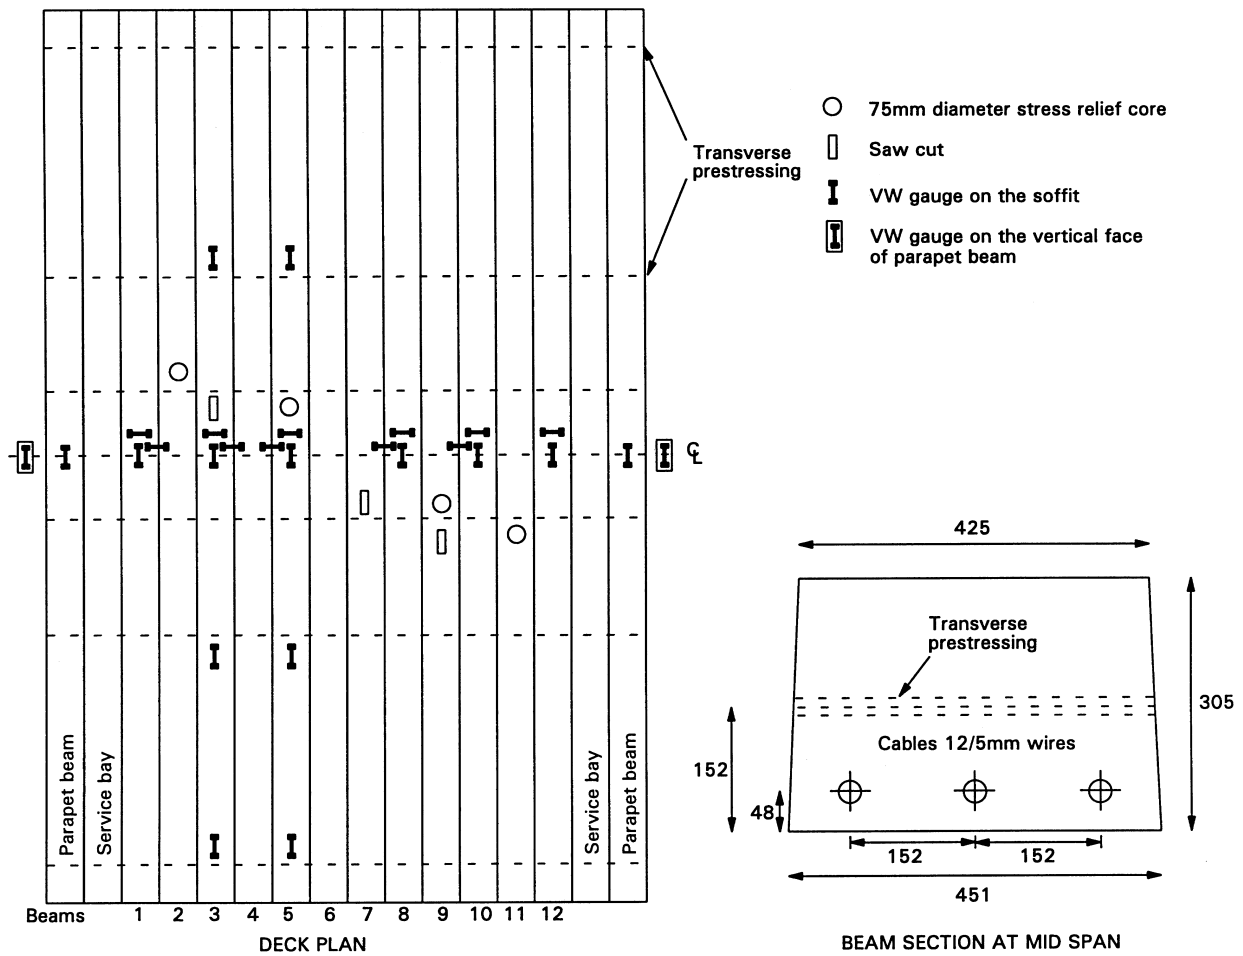 75mm diameter stress relief core
Saw cut
VW gauge on the soffit
VW gauge on the vertical face
of parapet beam
Transverse
prestressing
℄
Parapet beam
Service bay
Service bay
Parapet beam
Beams 1 2 3 4 5 6 7 8 9 10 11 12
DECK PLAN
425
Transverse
prestressing
305
152
Cables 12/5mm wires
48
152 152
451
BEAM SECTION AT MID SPAN